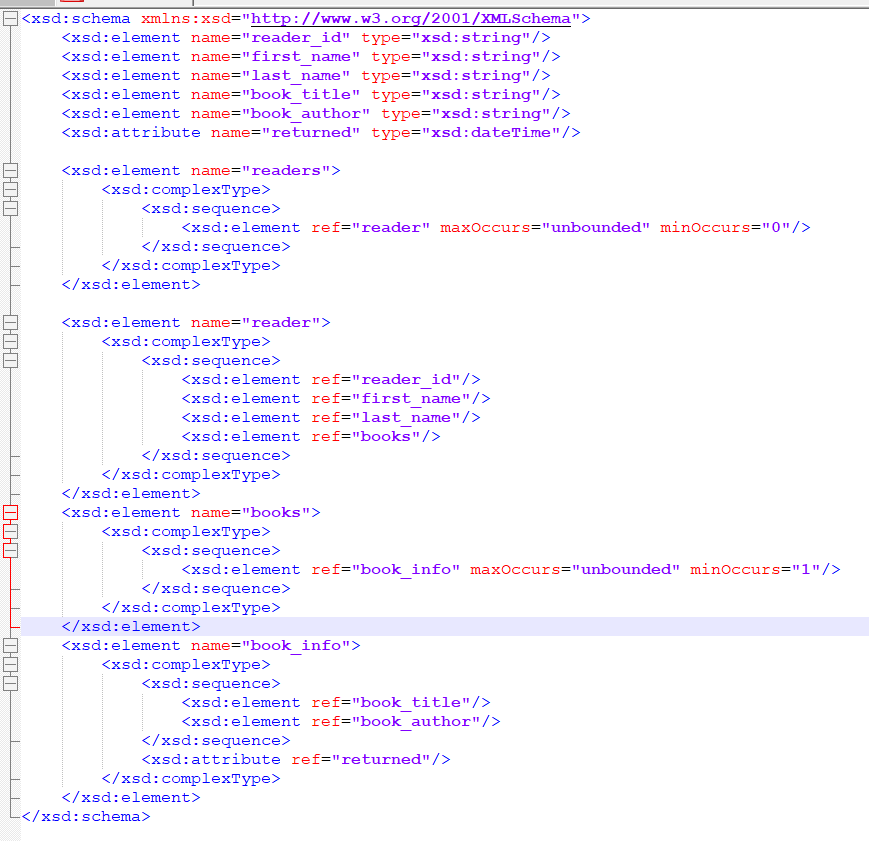 <xsd:schema xmlns:xsd="http://www.w3.org/2001/XMLSchema">
    <xsd:element name="reader_id" type="xsd:string"/>
    <xsd:element name="first_name" type="xsd:string"/>
    <xsd:element name="last_name" type="xsd:string"/>
    <xsd:element name="book_title" type="xsd:string"/>
    <xsd:element name="book_author" type="xsd:string"/>
    <xsd:attribute name="returned" type="xsd:dateTime"/>

    <xsd:element name="readers">
        <xsd:complexType>
            <xsd:sequence>
                <xsd:element ref="reader" maxOccurs="unbounded" minOccurs="0"/>
            </xsd:sequence>
        </xsd:complexType>
    </xsd:element>

    <xsd:element name="reader">
        <xsd:complexType>
            <xsd:sequence>
                <xsd:element ref="reader_id"/>
                <xsd:element ref="first_name"/>
                <xsd:element ref="last_name"/>
                <xsd:element ref="books"/>
            </xsd:sequence>
        </xsd:complexType>
    </xsd:element>
    <xsd:element name="books">
        <xsd:complexType>
            <xsd:sequence>
                <xsd:element ref="book_info" maxOccurs="unbounded" minOccurs="1"/>
            </xsd:sequence>
        </xsd:complexType>
    </xsd:element>
    <xsd:element name="book_info">
        <xsd:complexType>
            <xsd:sequence>
                <xsd:element ref="book_title"/>
                <xsd:element ref="book_author"/>
            </xsd:sequence>
            <xsd:attribute ref="returned"/>
        </xsd:complexType>
    </xsd:element>
</xsd:schema>